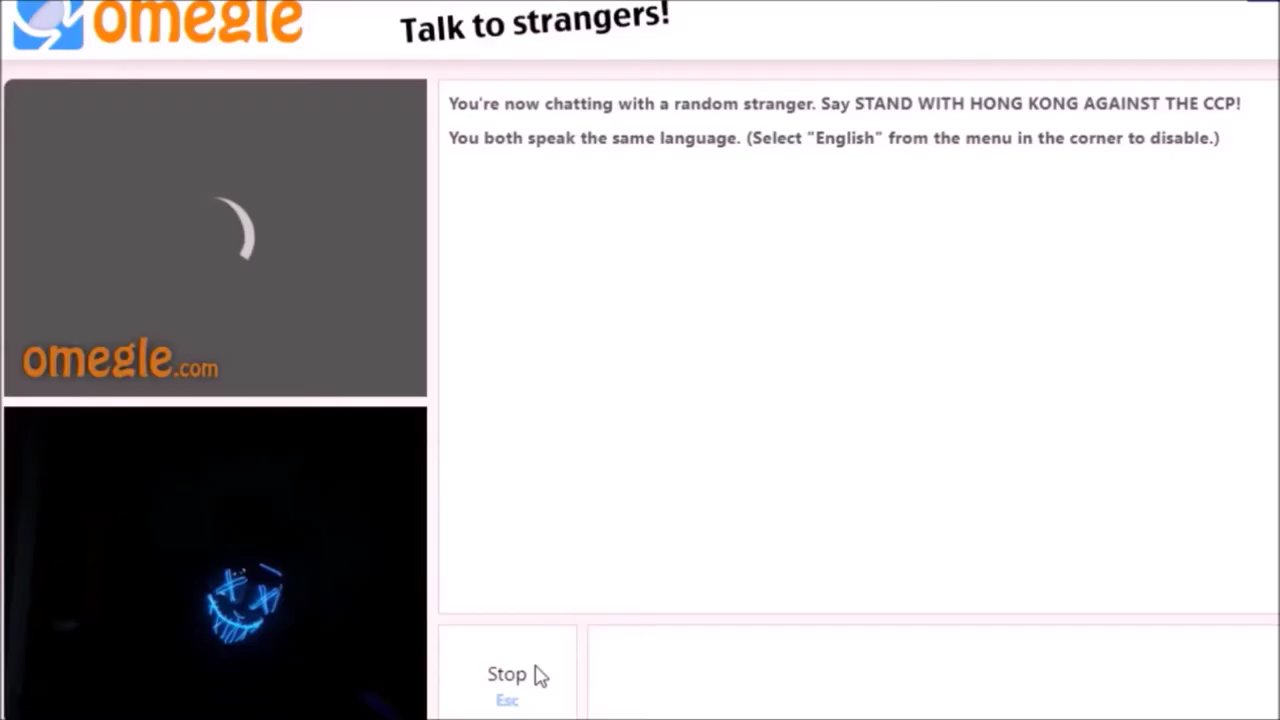 omegle
Talk to strangers!
You're now chatting with a random stranger. Say STAND WITH HONG KONG AGAINST THE CCP!
You both speak the same language. (Select "English" from the menu in the corner to disable.)
omegle.com
Stop
Esc